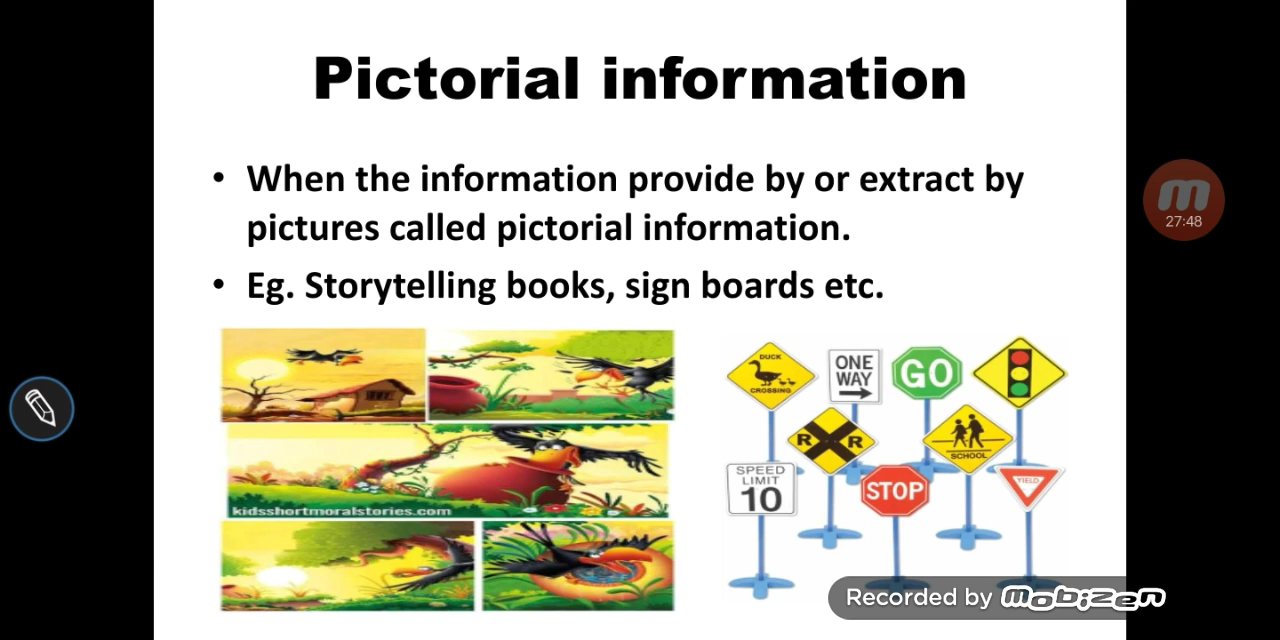 Pictorial information
• When the information provide by or extract by
pictures called pictorial information.
• Eg. Storytelling books, sign boards etc.
kidsshortmoralstories.com
DUCK
CROSSING
ONE
WAY
GO
R R
SCHOOL
SPEED
LIMIT
10
STOP
YIELD
m
27:48
Recorded by mobizen